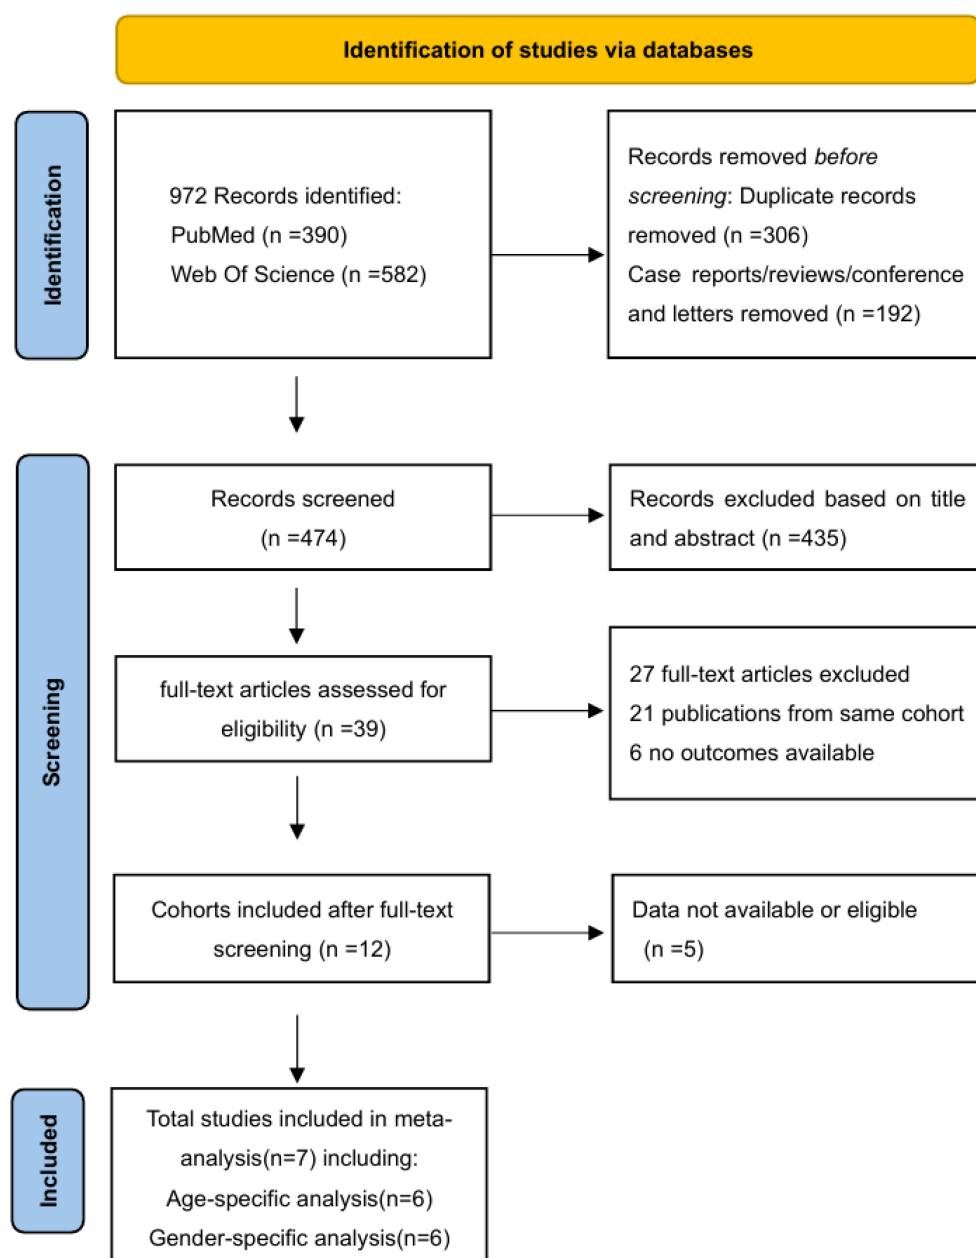 Identification of studies via databases
Identification
972 Records identified:
PubMed (n =390)
Web Of Science (n =582)
Records removed before
screening: Duplicate records
removed (n =306)
Case reports/reviews/conference
and letters removed (n =192)
Screening
Records screened
(n =474)
Records excluded based on title
and abstract (n =435)
full-text articles assessed for
eligibility (n =39)
27 full-text articles excluded
21 publications from same cohort
6 no outcomes available
Cohorts included after full-text
screening (n =12)
Data not available or eligible
(n =5)
Included
Total studies included in meta-
analysis(n=7) including:
Age-specific analysis(n=6)
Gender-specific analysis(n=6)